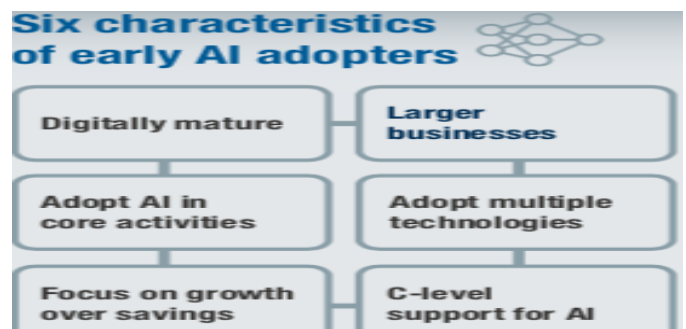 Six characteristics
of early AI adopters
Digitally mature
Larger
businesses
Adopt AI in
core activities
Adopt multiple
technologies
Focus on growth
over savings
C-level
support for AI